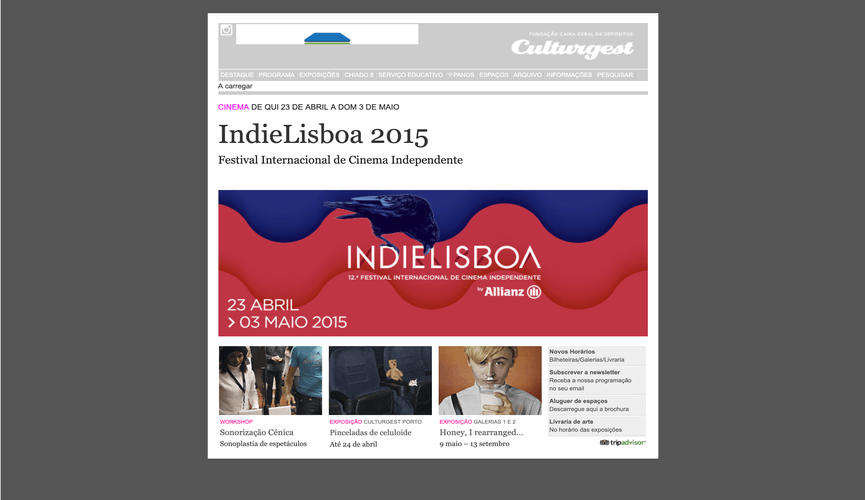 FUNDAÇÃO CAIXA GERAL DE DEPÓSITOS
Culturgest
DESTAQUE PROGRAMA EXPOSIÇÕES CHIADO 8 SERVIÇO EDUCATIVO PANOS ESPAÇOS ARQUIVO INFORMAÇÕES PESQUISAR
A carregar
CINEMA DE QUI 23 DE ABRIL A DOM 3 DE MAIO
IndieLisboa 2015
Festival Internacional de Cinema Independente
INDIELISBOA
12.º FESTIVAL INTERNACIONAL DE CINEMA INDEPENDENTE
by Allianz
23 ABRIL
> 03 MAIO 2015
WORKSHOP
Sonorização Cénica
Sonoplastia de espetáculos
EXPOSIÇÃO CULTURGEST PORTO
Pinceladas de celuloide
Até 24 de abril
EXPOSIÇÃO GALERIAS 1 E 2
Honey, I rearranged...
9 maio – 13 setembro
Novos Horários
Bilheteiras/Galerias/Livraria
Subscrever a newsletter
Receba a nossa programação
no seu email
Aluguer de espaços
Descarregue aqui a brochura
Livraria de arte
No horário das exposições
tripadvisor